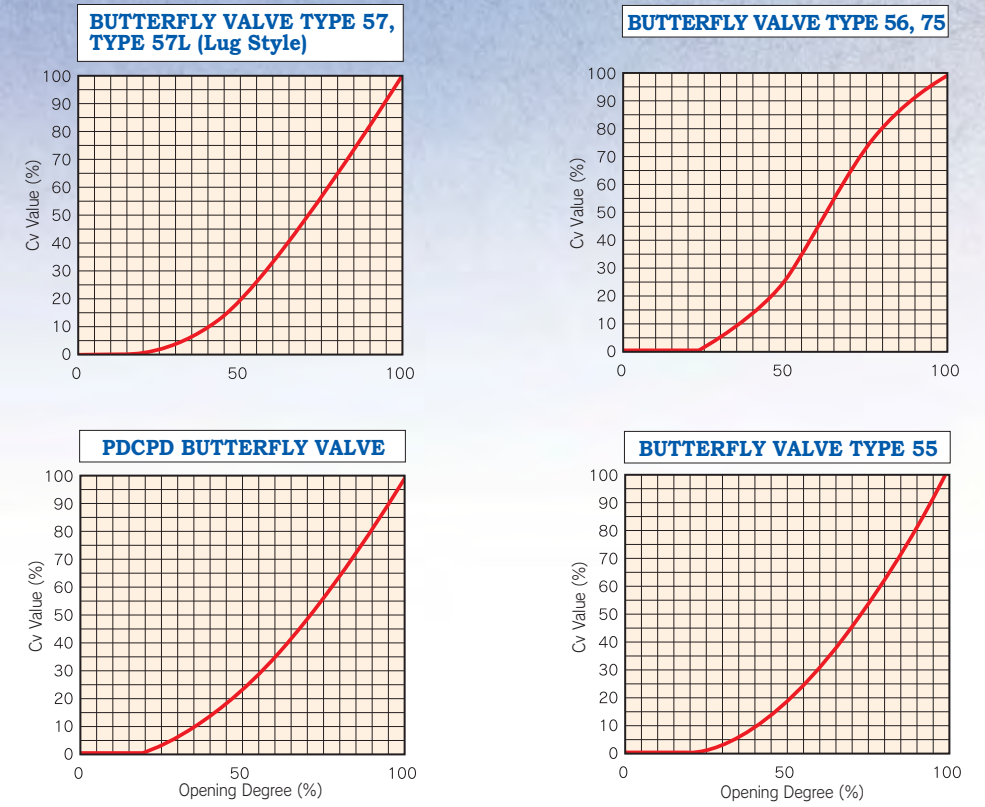 BUTTERFLY VALVE TYPE 57,
TYPE 57L (Lug Style)
Cv Value (%)
100
90
80
70
60
50
40
30
20
10
0
0 50 100
BUTTERFLY VALVE TYPE 56, 75
Cv Value (%)
100
90
80
70
60
50
40
30
20
10
0
0 50 100
PDCPD BUTTERFLY VALVE
Cv Value (%)
100
90
80
70
60
50
40
30
20
10
0
0 50 100
Opening Degree (%)
BUTTERFLY VALVE TYPE 55
Cv Value (%)
100
90
80
70
60
50
40
30
20
10
0
0 50 100
Opening Degree (%)